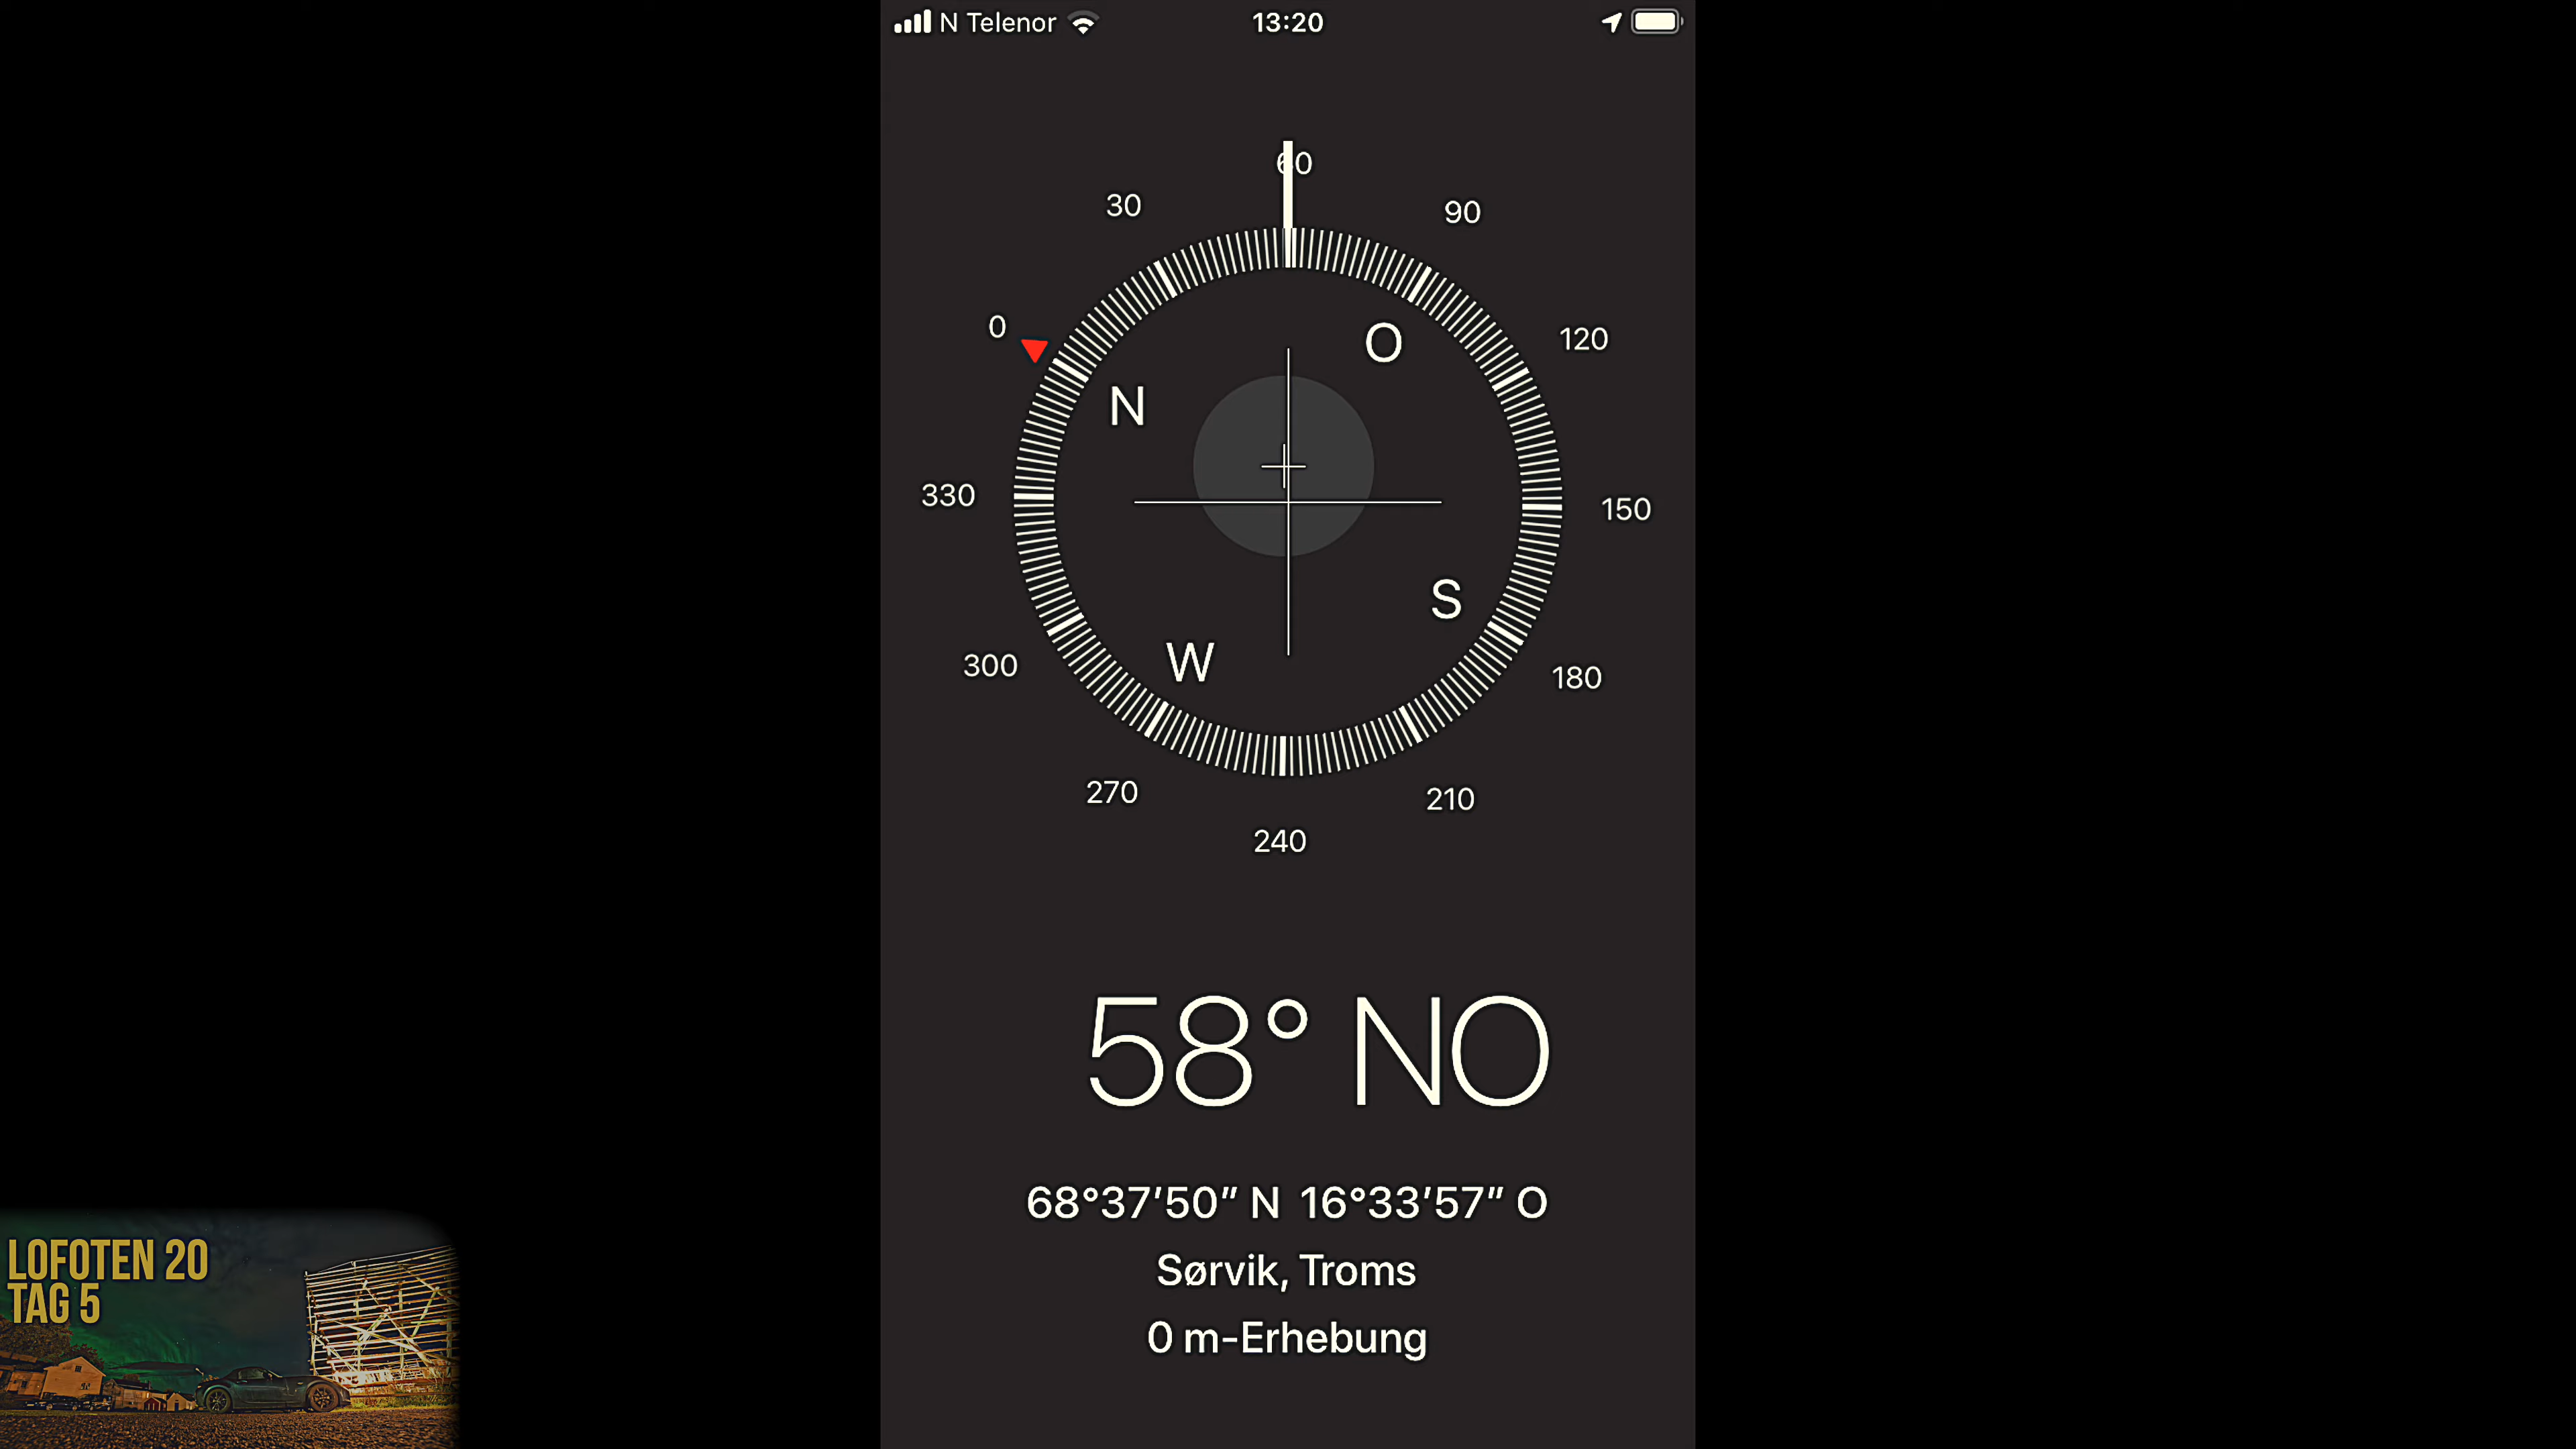 N Telenor
13:20
60
30
90
0
120
O
N
330
150
S
W
300
180
270
210
240
58° NO
68°37′50″ N 16°33′57″ O
Sørvik, Troms
0 m-Erhebung
LOFOTEN 20
TAG 5